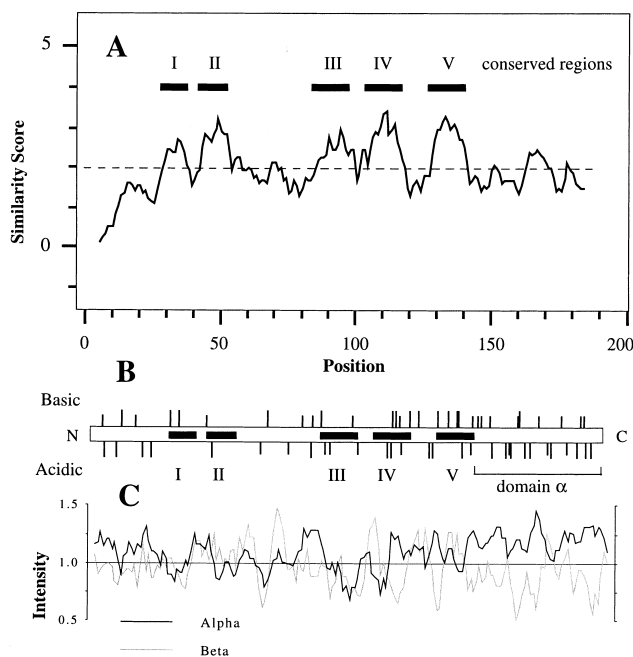 A
5
I II III IV V conserved regions
Similarity Score
0
0 50 100 150 200
Position
B
Basic
N C
Acidic
I II III IV V
domain α
C
1.5
Intensity
1.0
0.5
Alpha
Beta